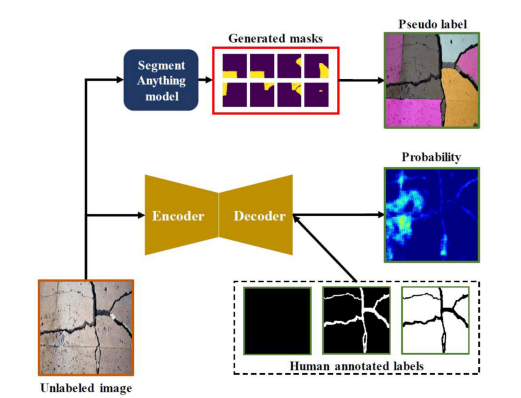 Generated masks
Pseudo label
Segment
Anything
model
Probability
Encoder
Decoder
Human annotated labels
Unlabeled image